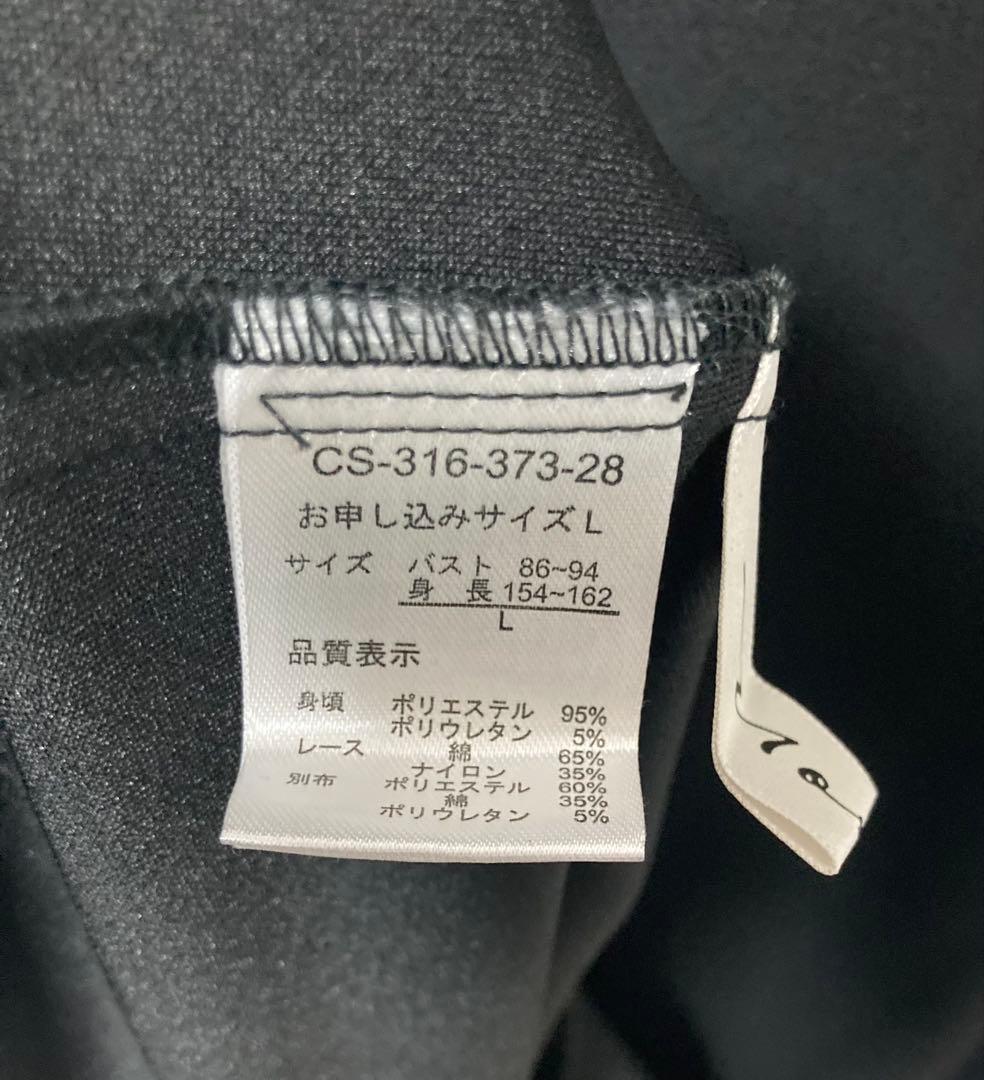 CS-316-373-28
お申し込みサイズ L
サイズ バスト 86~94
身 長 154~162
L
品質表示
身頃 ポリエステル 95%
ポリウレタン 5%
レース 綿 65%
ナイロン 35%
別布 ポリエステル 60%
綿 35%
ポリウレタン 5%